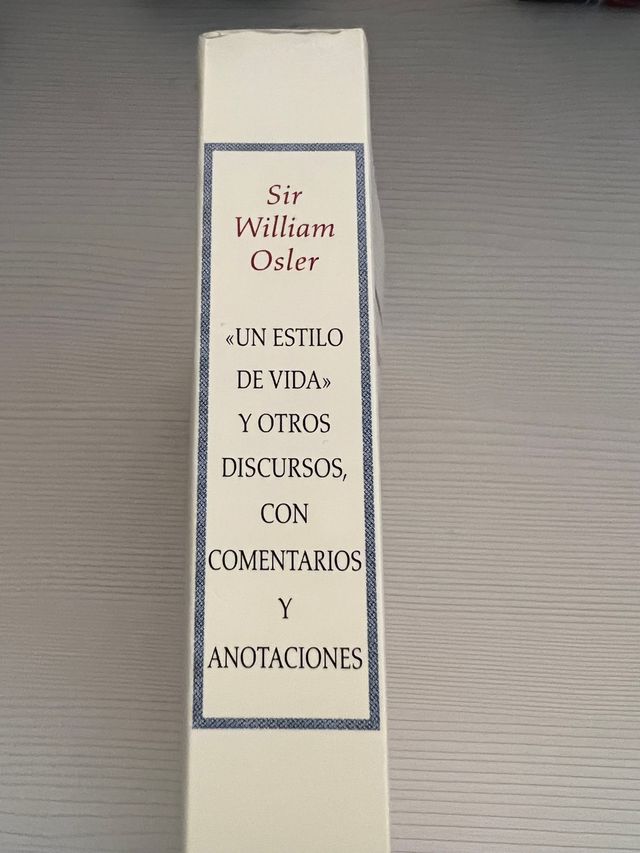 Sir
William
Osler
«UN ESTILO
DE VIDA»
Y OTROS
DISCURSOS,
CON
COMENTARIOS
Y
ANOTACIONES